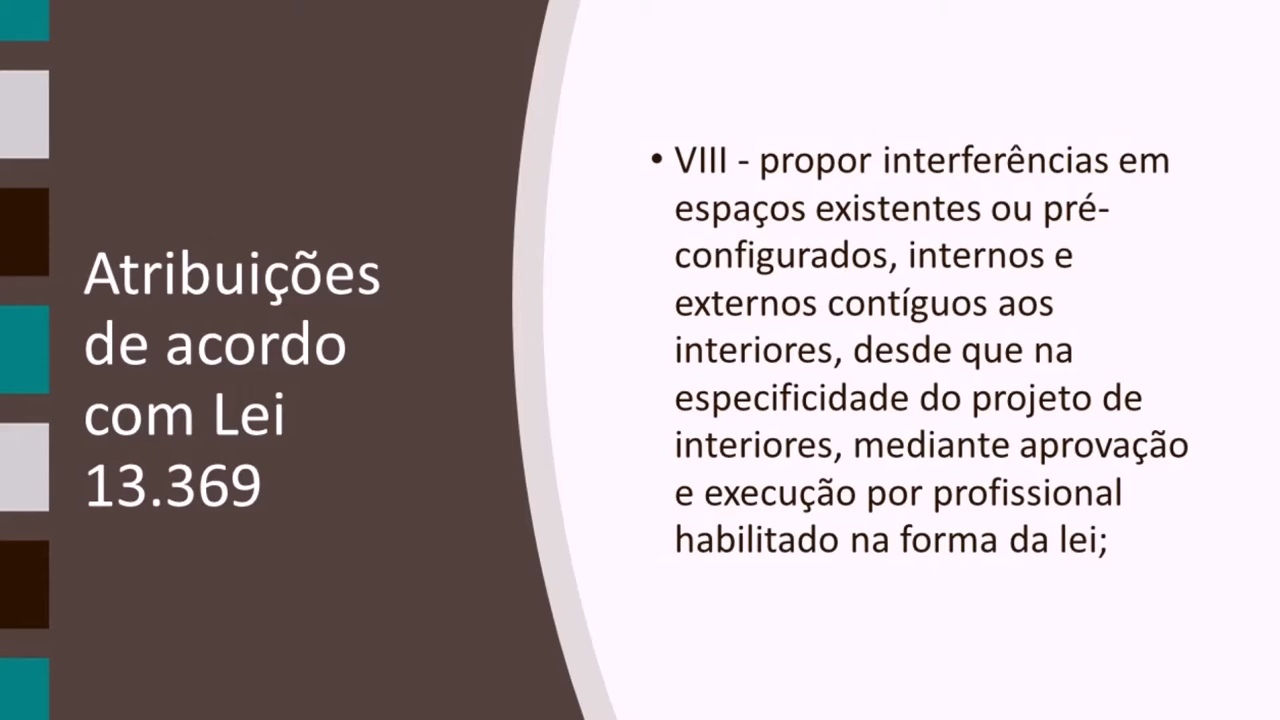 Atribuições
de acordo
com Lei
13.369
• VIII - propor interferências em
espaços existentes ou pré-
configurados, internos e
externos contíguos aos
interiores, desde que na
especificidade do projeto de
interiores, mediante aprovação
e execução por profissional
habilitado na forma da lei;